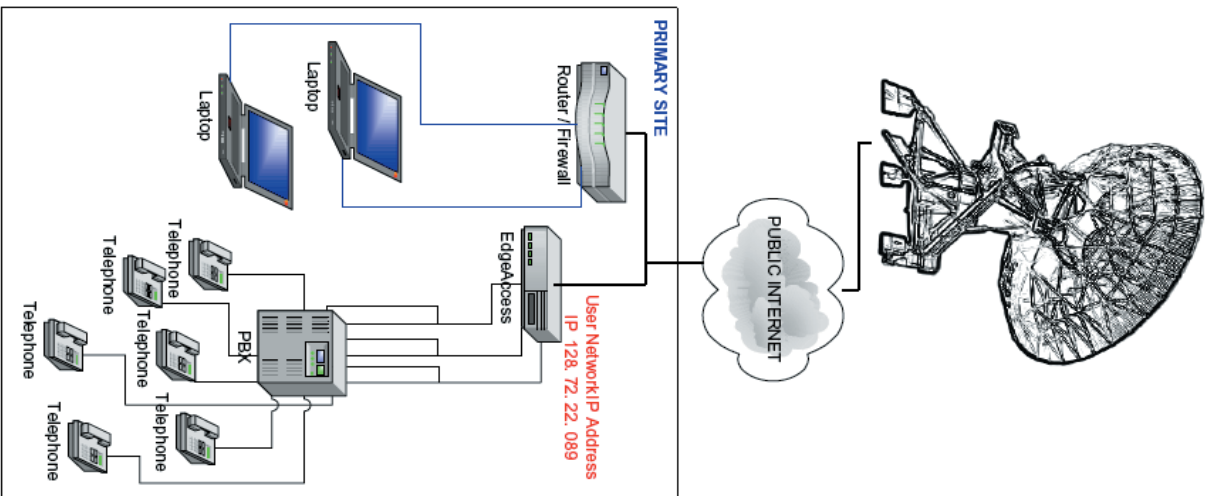 PRIMARY SITE
Router / Firewall
Laptop
Laptop
PUBLIC INTERNET
User NetworkIP Address
IP 128. 72. 22. 089
EdgeAccess
PBX
Telephone
Telephone
Telephone
Telephone
Telephone
Telephone